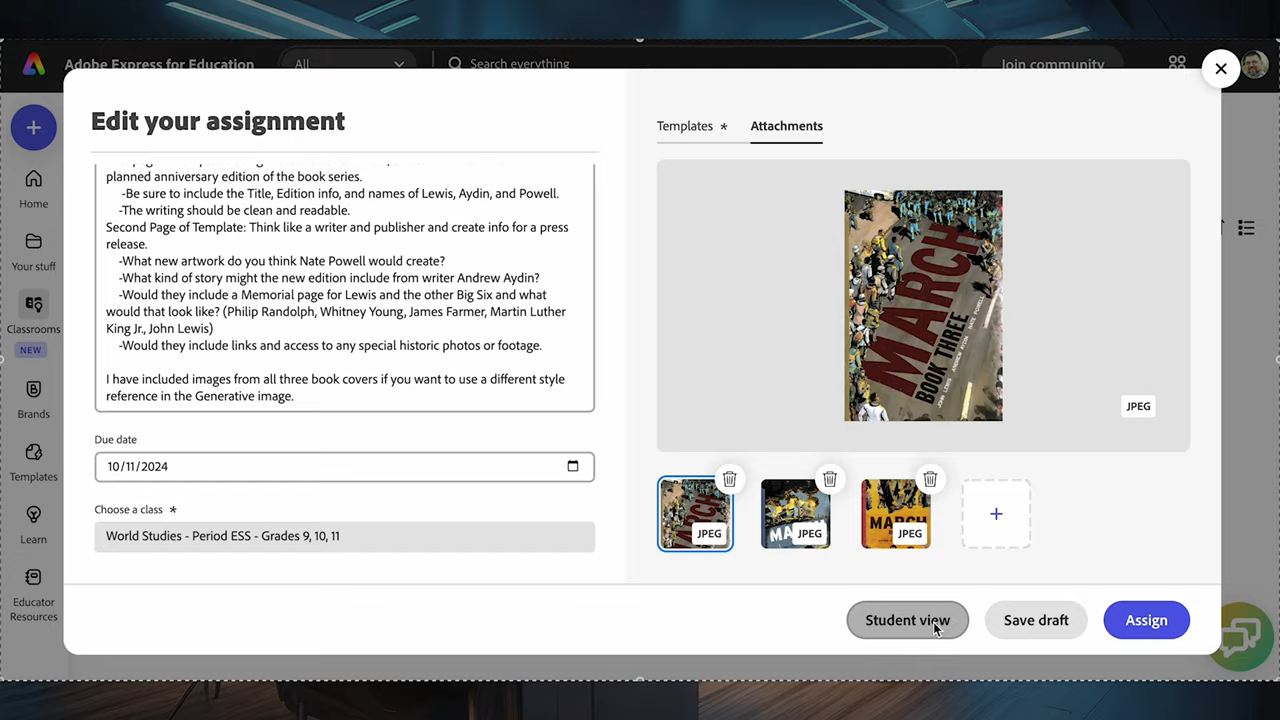 Adobe Express for Education
All
Search everything
Join community
Home
Your stuff
Classrooms
NEW
Brands
Templates
Learn
Educator
Resources
Edit your assignment
planned anniversary edition of the book series.
-Be sure to include the Title, Edition info, and names of Lewis, Aydin, and Powell.
-The writing should be clean and readable.
Second Page of Template: Think like a writer and publisher and create info for a press
release.
-What new artwork do you think Nate Powell would create?
-What kind of story might the new edition include from writer Andrew Aydin?
-Would they include a Memorial page for Lewis and the other Big Six and what
would that look like? (Philip Randolph, Whitney Young, James Farmer, Martin Luther
King Jr., John Lewis)
-Would they include links and access to any special historic photos or footage.
I have included images from all three book covers if you want to use a different style
reference in the Generative image.
Due date
10/11/2024
Choose a class *
World Studies - Period ESS - Grades 9, 10, 11
Templates *
Attachments
MARCH
BOOK THREE
JOHN LEWIS ANDREW AYDIN NATE POWELL
JPEG
MARCH
JPEG
JPEG
MARCH
JPEG
+
Student view
Save draft
Assign